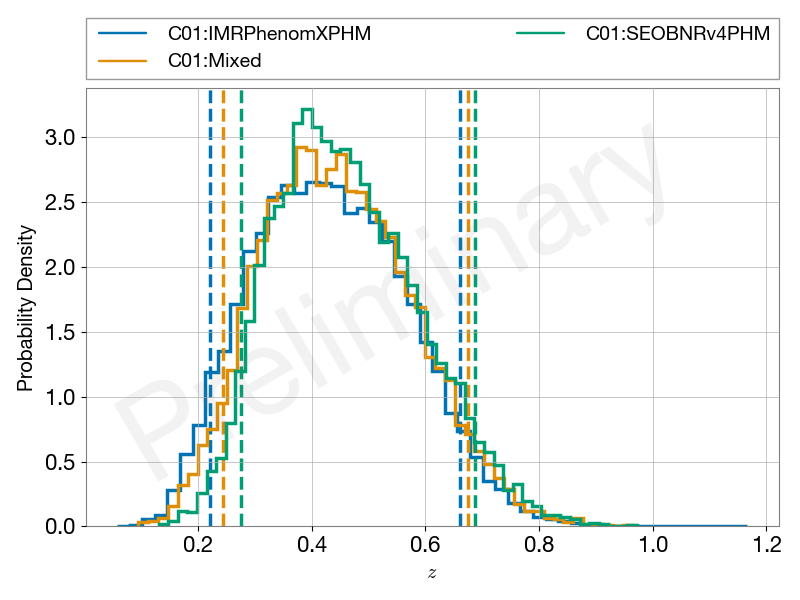 C01:IMRPhenomXPHM
C01:Mixed
C01:SEOBNRv4PHM
Preliminary
Probability Density
3.0
2.5
2.0
1.5
1.0
0.5
0.0
0.2 0.4 0.6 0.8 1.0 1.2
z